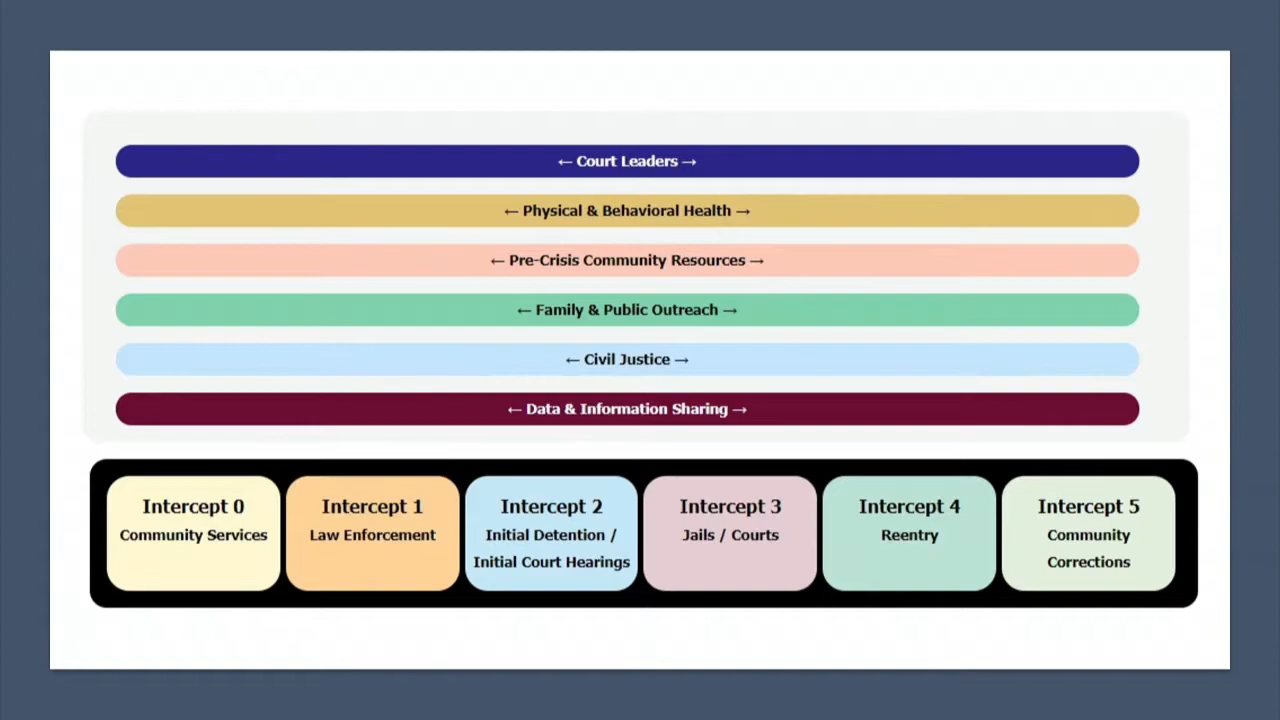 ← Court Leaders →
← Physical & Behavioral Health →
← Pre-Crisis Community Resources →
← Family & Public Outreach →
← Civil Justice →
← Data & Information Sharing →
Intercept 0
Community Services
Intercept 1
Law Enforcement
Intercept 2
Initial Detention /
Initial Court Hearings
Intercept 3
Jails / Courts
Intercept 4
Reentry
Intercept 5
Community
Corrections